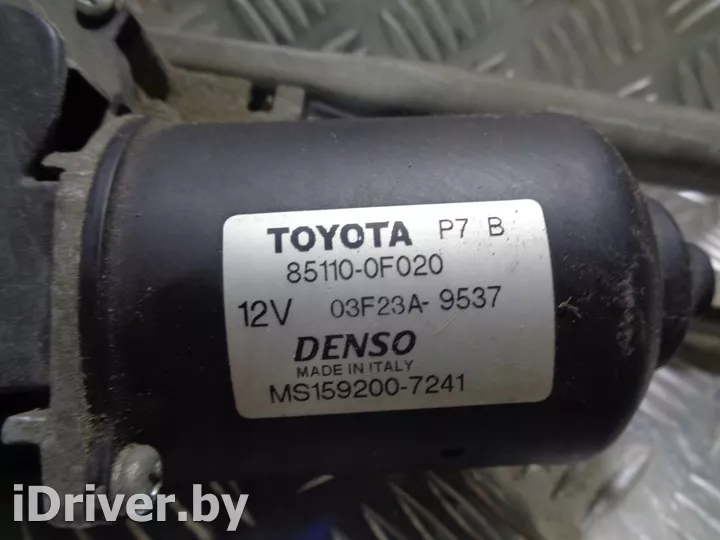 TOYOTA P7 B
85110-0F020
12V 03F23A-9537
DENSO
MADE IN ITALY
MS159200-7241
iDriver.by